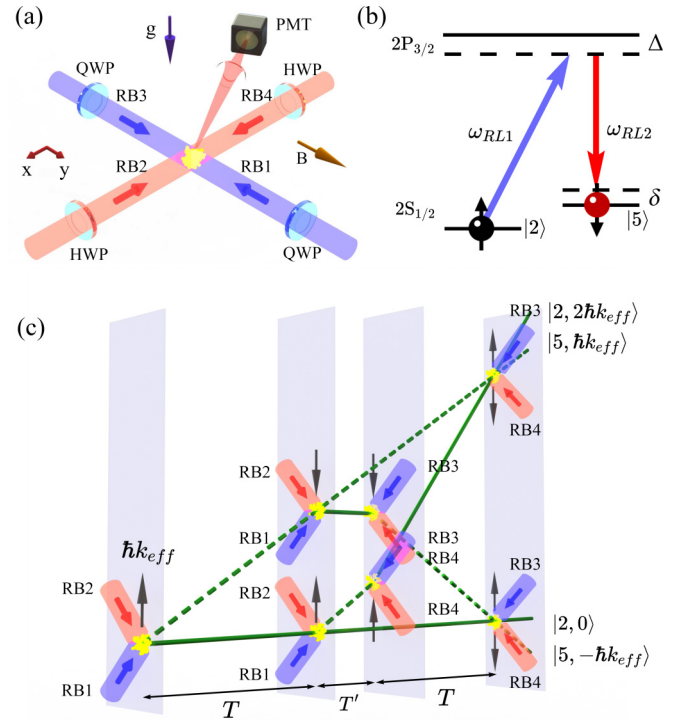 (a)
g
PMT
QWP
RB3
RB4
HWP
x
y
RB2
RB1
B
HWP
QWP
(b)
2P3/2
Δ
ωRL1
ωRL2
2S1/2
|2⟩
δ
|5⟩
(c)
RB3
|2, 2ħkeff⟩
|5, ħkeff⟩
RB4
RB2
RB3
RB1
RB3
RB4
ħkeff
RB2
RB2
RB3
RB4
|2, 0⟩
|5, −ħkeff⟩
RB1
RB1
RB4
T
T′
T